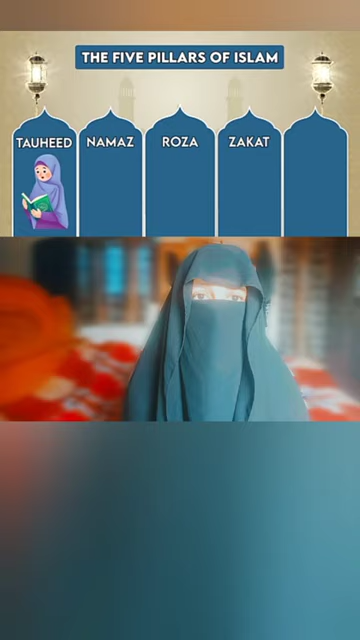 THE FIVE PILLARS OF ISLAM
TAUHEED
NAMAZ
ROZA
ZAKAT